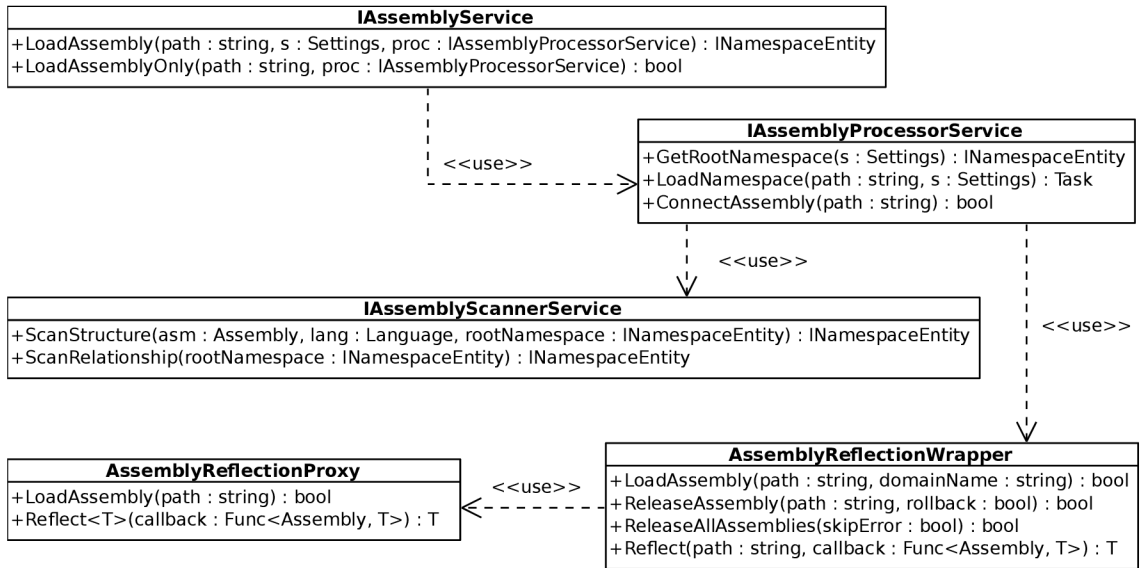 IAssemblyService
+LoadAssembly(path : string, s : Settings, proc : IAssemblyProcessorService) : INamespaceEntity
+LoadAssemblyOnly(path : string, proc : IAssemblyProcessorService) : bool
<<use>>
IAssemblyProcessorService
+GetRootNamespace(s : Settings) : INamespaceEntity
+LoadNamespace(path : string, s : Settings) : Task
+ConnectAssembly(path : string) : bool
<<use>>
<<use>>
IAssemblyScannerService
+ScanStructure(asm : Assembly, lang : Language, rootNamespace : INamespaceEntity) : INamespaceEntity
+ScanRelationship(rootNamespace : INamespaceEntity) : INamespaceEntity
AssemblyReflectionProxy
+LoadAssembly(path : string) : bool
+Reflect<T>(callback : Func<Assembly, T>) : T
<<use>>
AssemblyReflectionWrapper
+LoadAssembly(path : string, domainName : string) : bool
+ReleaseAssembly(path : string, rollback : bool) : bool
+ReleaseAllAssemblies(skipError : bool) : bool
+Reflect(path : string, callback : Func<Assembly, T>) : T